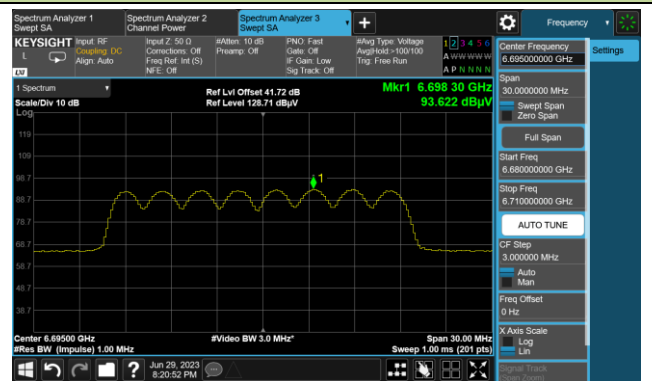 Spectrum Analyzer 1
Swept SA
Spectrum Analyzer 2
Channel Power
Spectrum Analyzer 3
Swept SA
Frequency
KEYSIGHT
L
LXI
Input: RF
Coupling: DC
Align: Auto
Input Z: 50 Ω
Corrections: Off
Freq Ref: Int (S)
NFE: Off
#Atten: 10 dB
Preamp: Off
PNO: Fast
Gate: Off
IF Gain: Low
Sig Track: Off
#Avg Type: Voltage
Avg|Hold:>100/100
Trig: Free Run
1 2 3 4 5 6
A W W W W W
A P N N N N
1 Spectrum
Scale/Div 10 dB
Log
Ref Lvl Offset 41.72 dB
Ref Level 128.71 dBµV
Mkr1 6.698 30 GHz
93.622 dBµV
119
109
98.7
88.7
78.7
68.7
58.7
48.7
38.7
1
Center 6.69500 GHz
#Res BW (Impulse) 1.00 MHz
#Video BW 3.0 MHz*
Span 30.00 MHz
Sweep 1.00 ms (201 pts)
Jun 29, 2023
8:20:52 PM
?
Center Frequency
6.695000000 GHz
Settings
Span
30.0000000 MHz
Swept Span
Zero Span
Full Span
Start Freq
6.680000000 GHz
Stop Freq
6.710000000 GHz
AUTO TUNE
CF Step
3.000000 MHz
Auto
Man
Freq Offset
0 Hz
X Axis Scale
Log
Lin
Signal Track
(Span Zoom)